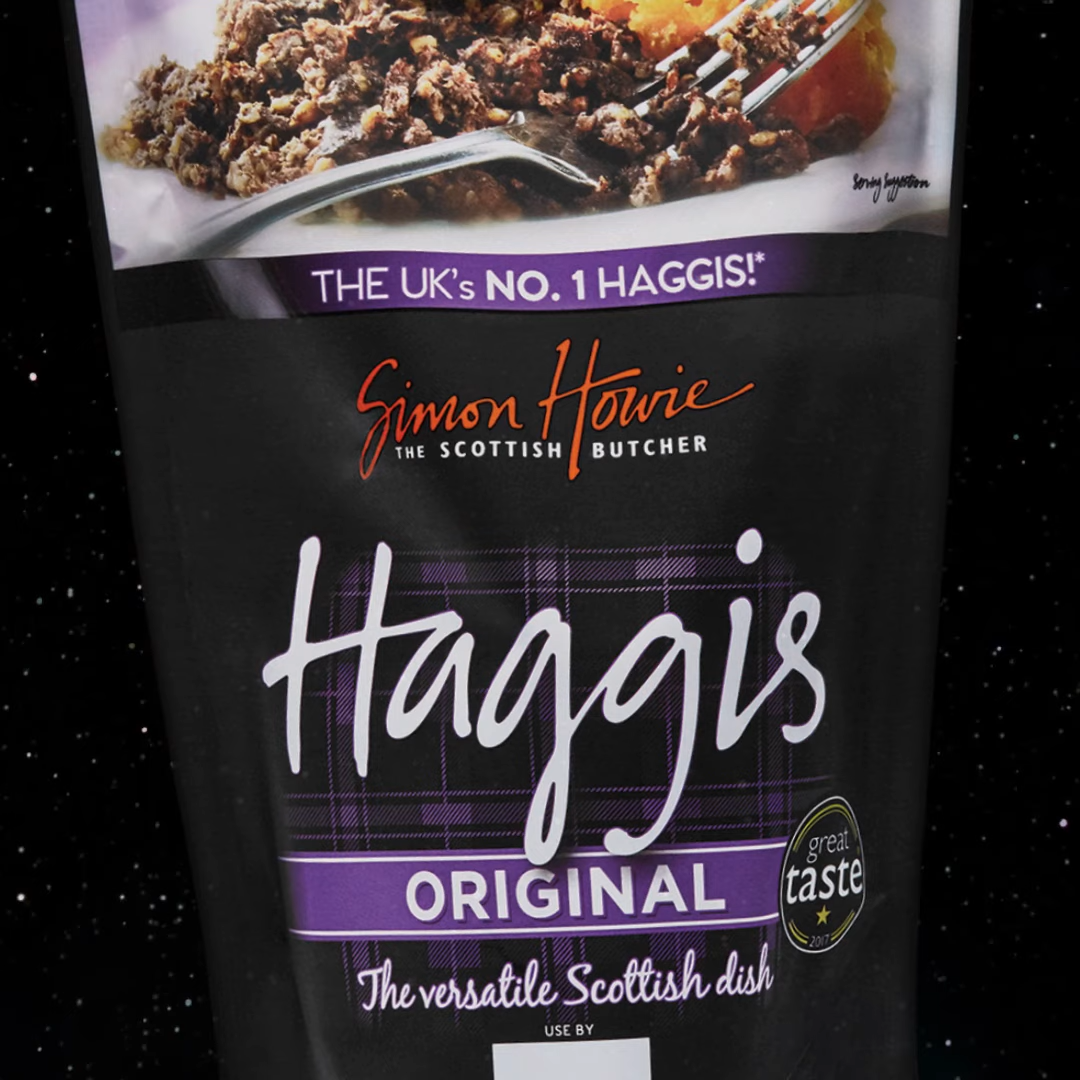 Serving Suggestion
THE UK's NO. 1 HAGGIS!*
Simon Howie
THE SCOTTISH BUTCHER
Haggis
ORIGINAL
great
taste
2017
The versatile Scottish dish
USE BY